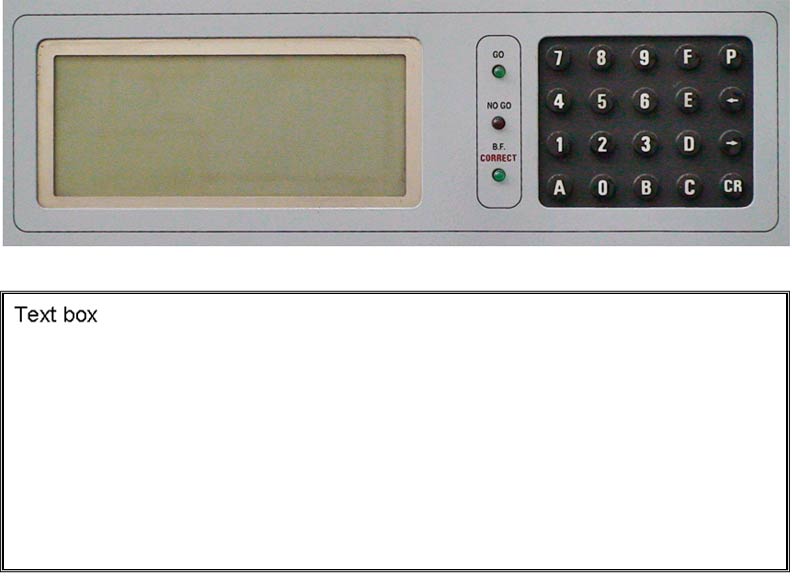 GO
NO GO
B.F.
CORRECT
7 8 9 F P
4 5 6 E ←
1 2 3 D →
A 0 B C CR
Text box